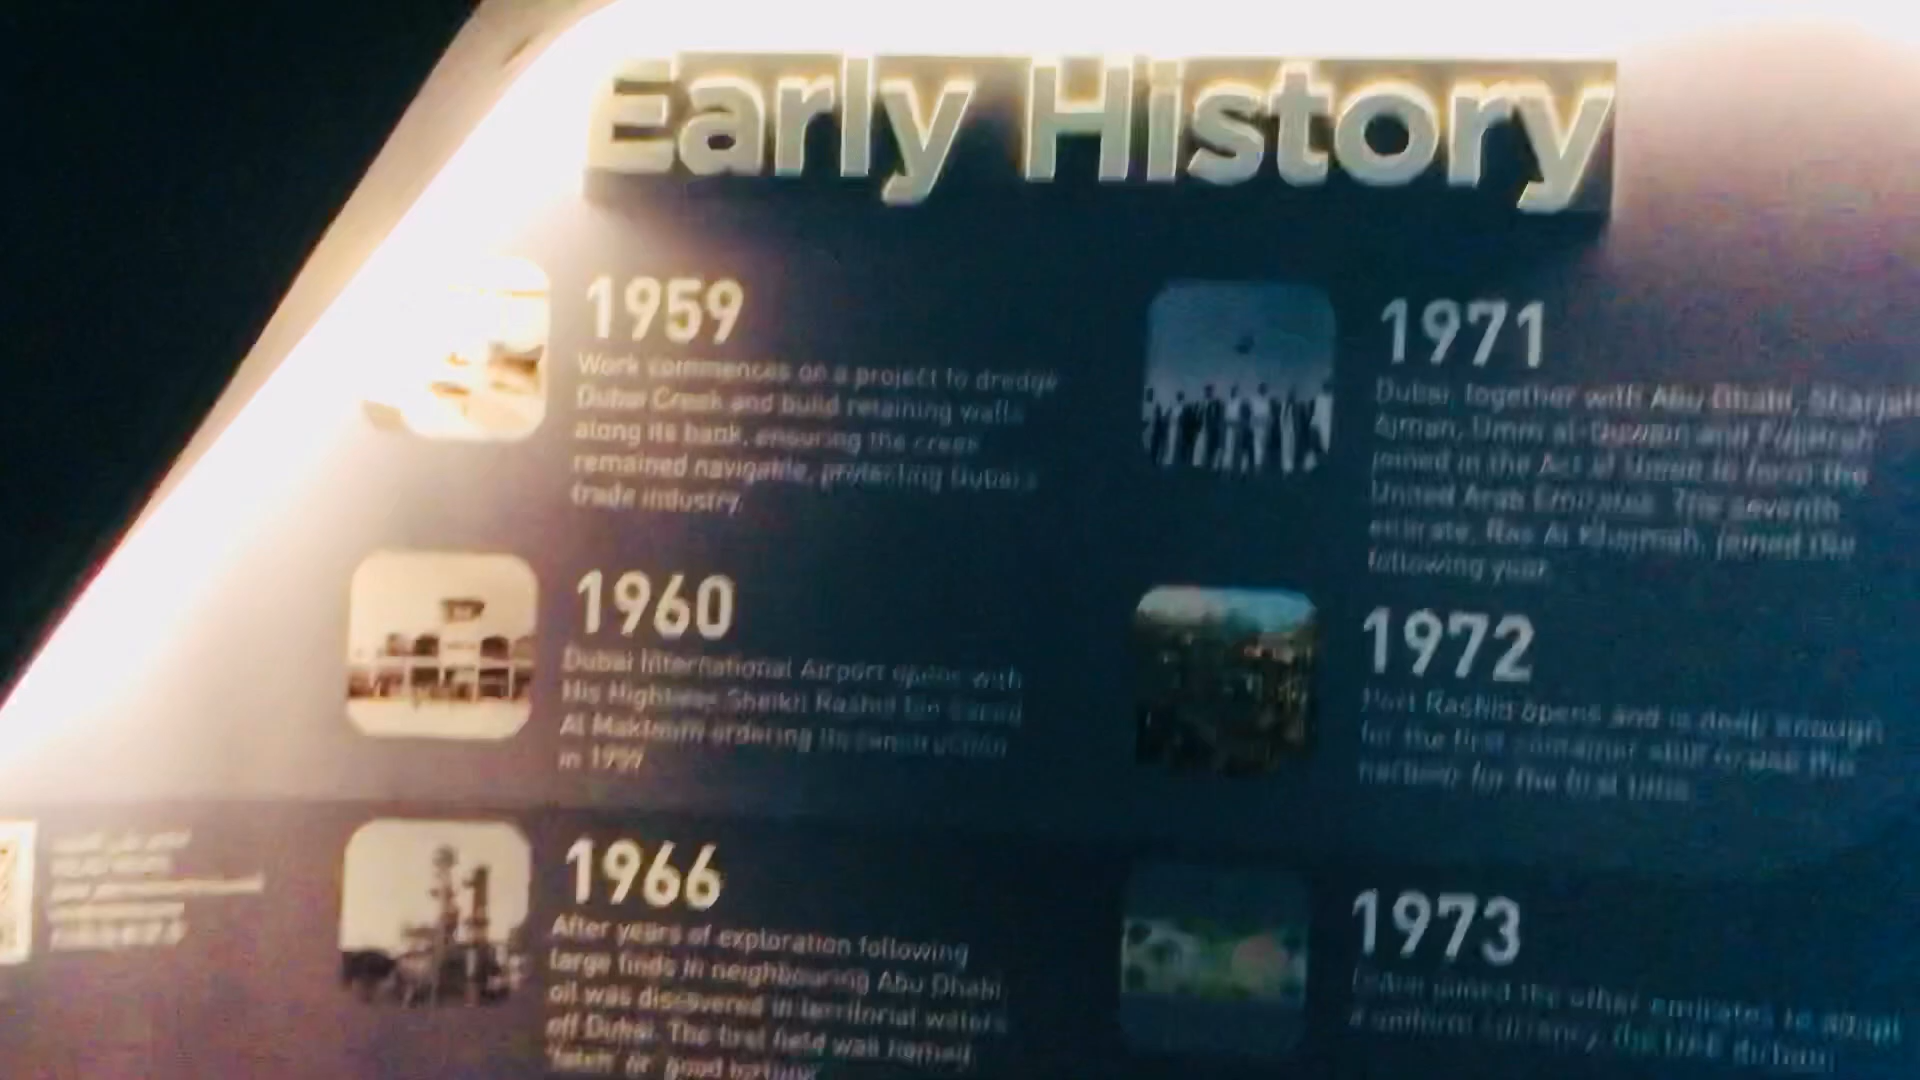 Early History
1959
Work commences on a project to dredge
Dubai Creek and build retaining walls
along its bank, ensuring the creek
remained navigable, protecting Dubai's
trade industry.
1960
Dubai International Airport opens with
His Highness Sheikh Rashid bin Saeed
Al Maktoum ordering its construction
in 1959
1966
After years of exploration following
large finds in neighbouring Abu Dhabi,
oil was discovered in territorial waters
off Dubai. The first field was named
'fateh' or 'good fortune'
1971
Dubai, together with Abu Dhabi, Sharjah
Ajman, Umm al-Quwain and Fujairah
joined in the Act of Union to form the
United Arab Emirates. The seventh
emirate, Ras Al Khaimah, joined the
following year.
1972
Port Rashid opens and is deep enough
for the first container ship to use the
harbour for the first time.
1973
Dubai joined the other emirates to adopt
a uniform currency, the UAE dirham